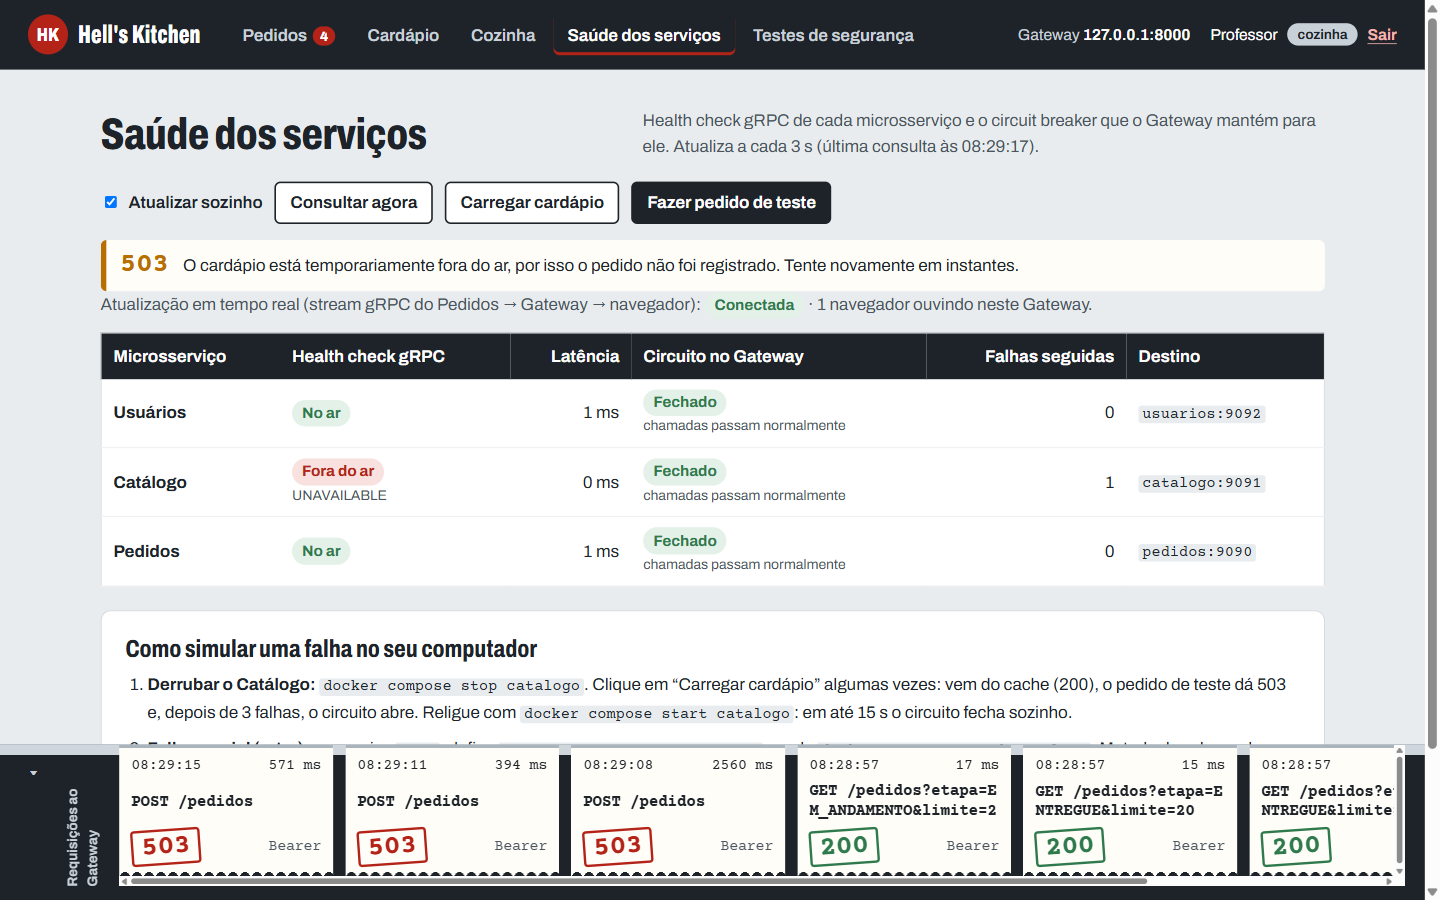 HK Hell's Kitchen Pedidos 4 Cardápio Cozinha Saúde dos serviços Testes de segurança Gateway 127.0.0.1:8000 Professor cozinha Sair
Saúde dos serviços
Health check gRPC de cada microsserviço e o circuit breaker que o Gateway mantém para
ele. Atualiza a cada 3 s (última consulta às 08:29:17).
Atualizar sozinho Consultar agora Carregar cardápio Fazer pedido de teste
503 O cardápio está temporariamente fora do ar, por isso o pedido não foi registrado. Tente novamente em instantes.
Atualização em tempo real (stream gRPC do Pedidos → Gateway → navegador): Conectada · 1 navegador ouvindo neste Gateway.
Microsserviço Health check gRPC Latência Circuito no Gateway Falhas seguidas Destino
Usuários No ar 1 ms Fechado 0 usuarios:9092
chamadas passam normalmente
Catálogo Fora do ar 0 ms Fechado 1 catalogo:9091
UNAVAILABLE chamadas passam normalmente
Pedidos No ar 1 ms Fechado 0 pedidos:9090
chamadas passam normalmente
Como simular uma falha no seu computador
1. Derrubar o Catálogo: docker compose stop catalogo. Clique em “Carregar cardápio” algumas vezes: vem do cache (200), o pedido de teste dá 503
e, depois de 3 falhas, o circuito abre. Religue com docker compose start catalogo: em até 15 s o circuito fecha sozinho.
Requisições ao
Gateway
08:29:15 571 ms
POST /pedidos
503 Bearer
08:29:11 394 ms
POST /pedidos
503 Bearer
08:29:08 2560 ms
POST /pedidos
503 Bearer
08:28:57 17 ms
GET /pedidos?etapa=E
M_ANDAMENTO&limite=2
200 Bearer
08:28:57 15 ms
GET /pedidos?etapa=E
NTREGUE&limite=20
200 Bearer
08:28:57
GET /pedidos?e
NTREGUE&limite
200